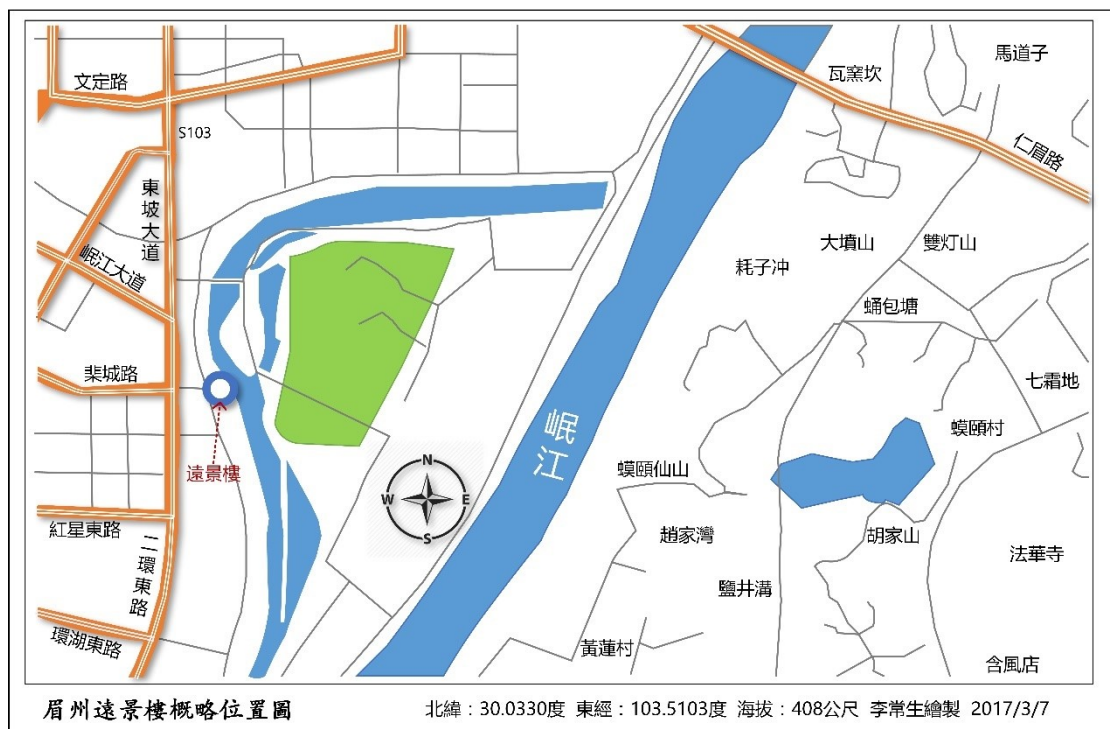 瓦窯坎
馬道子
文定路
S103
仁眉路
東坡大道
岷江大道
大墳山
雙灯山
耗子冲
蛹包塘
裴城路
七霜地
岷江
蟆頤村
遠景樓
N
W
E
S
蟆頤仙山
紅星東路
趙家灣
胡家山
法華寺
二環東路
鹽井溝
環湖東路
黃蓮村
含風店
眉州遠景樓概略位置圖
北緯：30.0330度 東經：103.5103度 海拔：408公尺 李常生繪製 2017/3/7